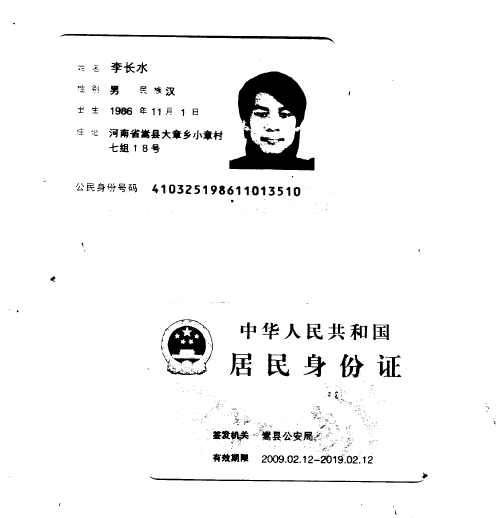 姓名 李长水
性别 男 民族 汉
出生 1986 年 11 月 1 日
住址 河南省嵩县大章乡小章村
七组18号
公民身份号码 410325198611013510
中华人民共和国
居民身份证
签发机关 嵩县公安局
有效期限 2009.02.12-2019.02.12